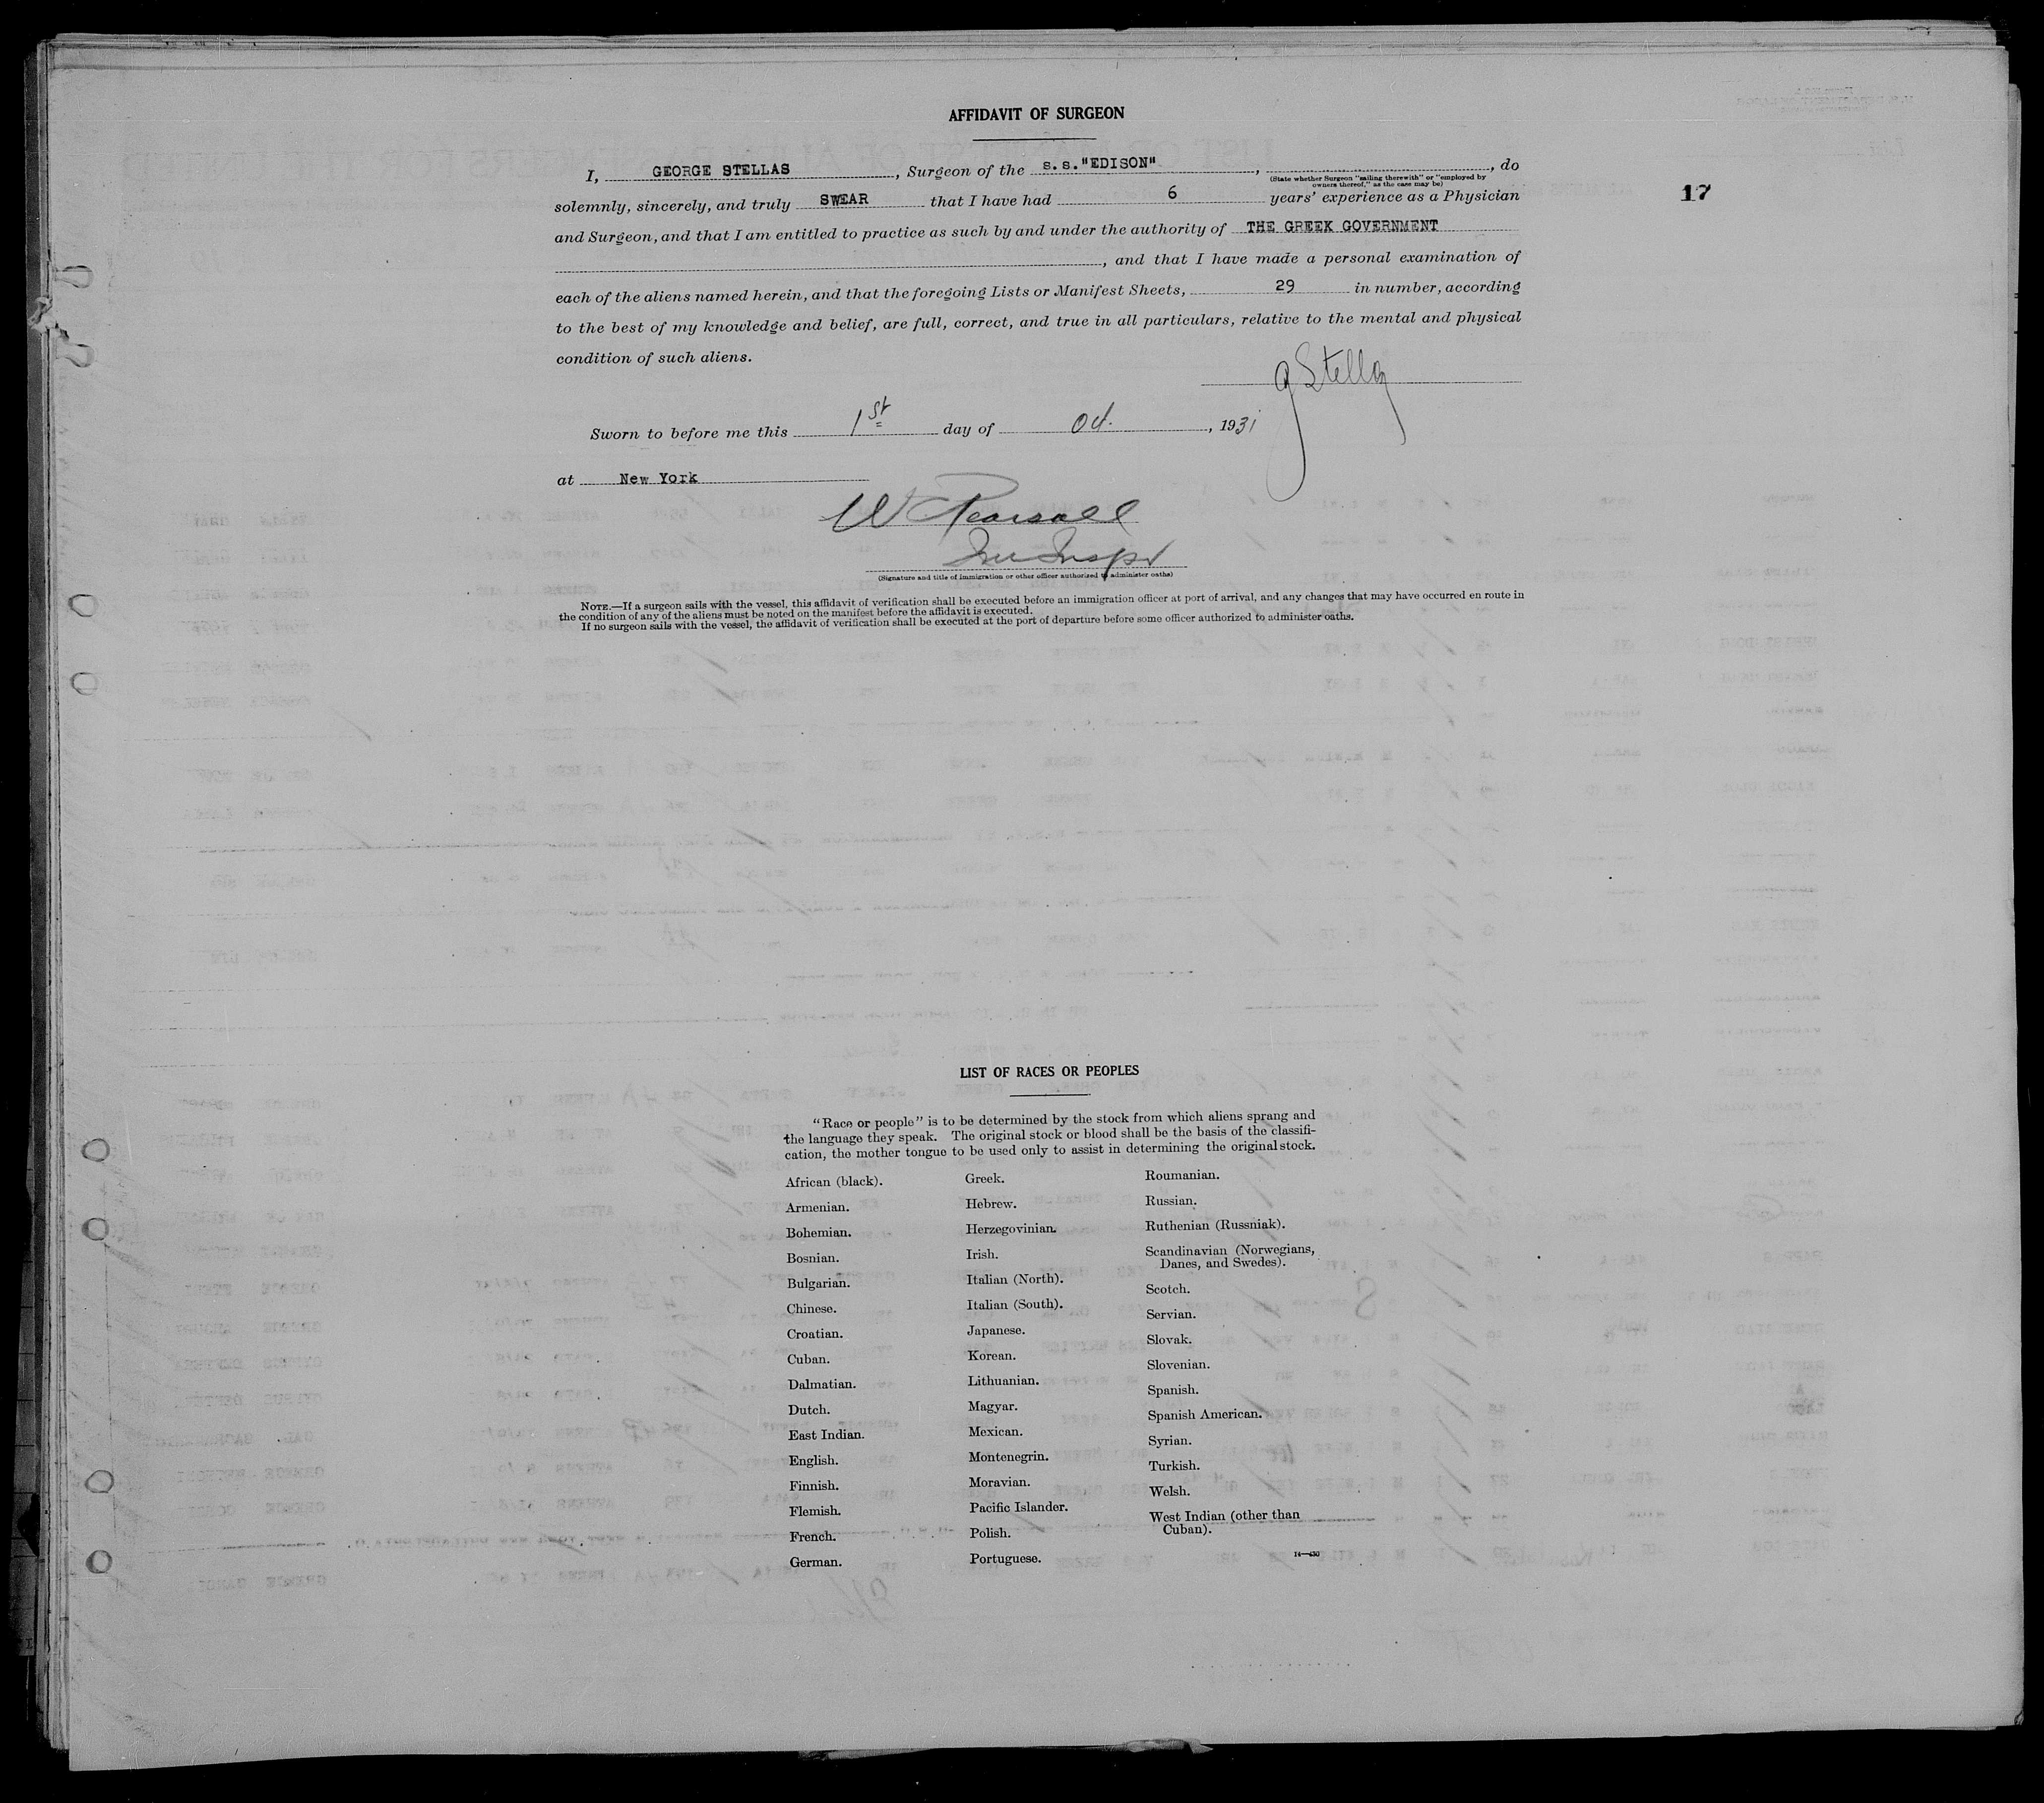 AFFIDAVIT OF SURGEON
I, GEORGE STELLAS, Surgeon of the s.s."EDISON", , do
(State whether Surgeon "sailing therewith" or "employed by
owners thereof," as the case may be)
17
solemnly, sincerely, and truly SWEAR that I have had 6 years' experience as a Physician
and Surgeon, and that I am entitled to practice as such by and under the authority of THE GREEK GOVERNMENT
, and that I have made a personal examination of
each of the aliens named herein, and that the foregoing Lists or Manifest Sheets, 29 in number, according
to the best of my knowledge and belief, are full, correct, and true in all particulars, relative to the mental and physical
condition of such aliens.
G Stellas
Sworn to before me this 1st day of Oct., 1931
at New York
W Pearsall
Im Inspr
(Signature and title of immigration or other officer authorized to administer oaths)
NOTE.—If a surgeon sails with the vessel, this affidavit of verification shall be executed before an immigration officer at port of arrival, and any changes that may have occurred en route in
the condition of any of the aliens must be noted on the manifest before the affidavit is executed.
If no surgeon sails with the vessel, the affidavit of verification shall be executed at the port of departure before some officer authorized to administer oaths.
LIST OF RACES OR PEOPLES
"Race or people" is to be determined by the stock from which aliens sprang and
the language they speak. The original stock or blood shall be the basis of the classifi-
cation, the mother tongue to be used only to assist in determining the original stock.
African (black).
Armenian.
Bohemian.
Bosnian.
Bulgarian.
Chinese.
Croatian.
Cuban.
Dalmatian.
Dutch.
East Indian.
English.
Finnish.
Flemish.
French.
German.
Greek.
Hebrew.
Herzegovinian.
Irish.
Italian (North).
Italian (South).
Japanese.
Korean.
Lithuanian.
Magyar.
Mexican.
Montenegrin.
Moravian.
Pacific Islander.
Polish.
Portuguese.
Roumanian.
Russian.
Ruthenian (Russniak).
Scandinavian (Norwegians,
Danes, and Swedes).
Scotch.
Servian.
Slovak.
Slovenian.
Spanish.
Spanish American.
Syrian.
Turkish.
Welsh.
West Indian (other than
Cuban).
14—430